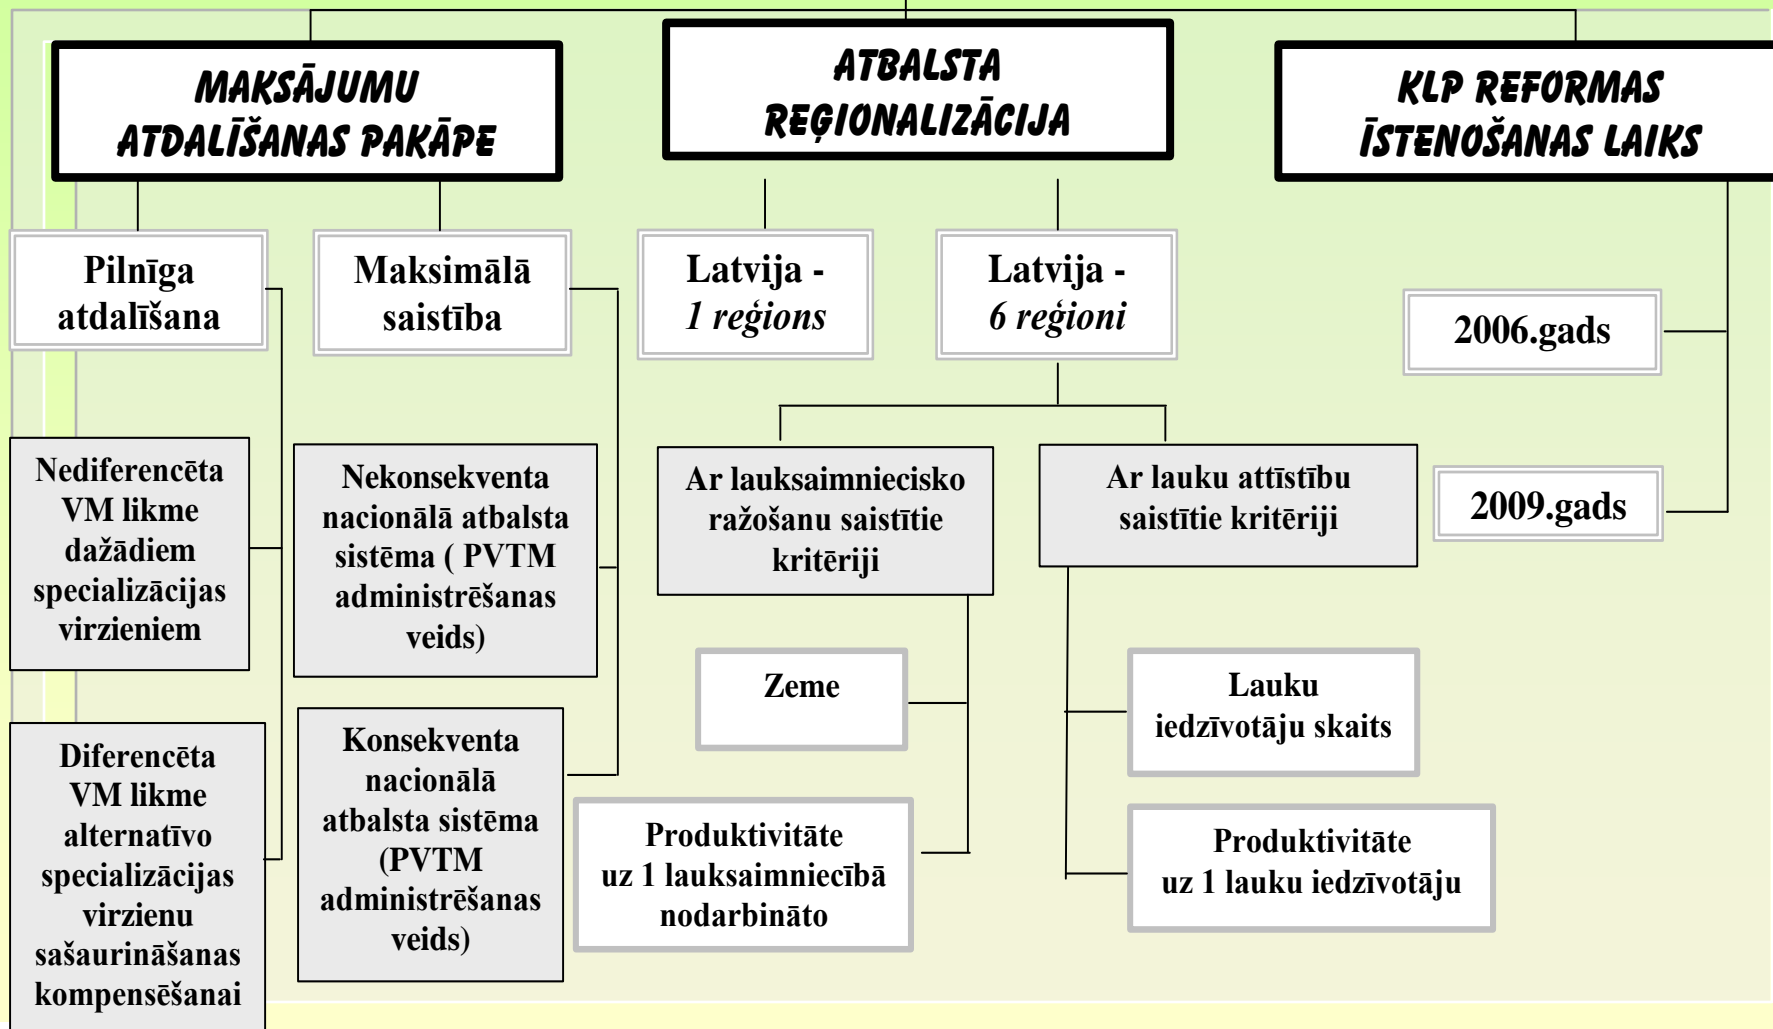 MAKSĀJUMU
ATDALĪŠANAS PAKĀPE
ATBALSTA
REĢIONALIZĀCIJA
KLP REFORMAS
ĪSTENOŠANAS LAIKS
Pilnīga
atdalīšana
Maksimālā
saistība
Latvija -
1 reģions
Latvija -
6 reģioni
2006.gads
2009.gads
Nediferencēta
VM likme
dažādiem
specializācijas
virzieniem
Nekonsekventa
nacionālā atbalsta
sistēma ( PVTM
administrēšanas
veids)
Ar lauksaimniecisko
ražošanu saistītie
kritēriji
Ar lauku attīstību
saistītie kritēriji
Diferencēta
VM likme
alternatīvo
specializācijas
virzienu
sašaurināšanas
kompensēšanai
Konsekventa
nacionālā
atbalsta sistēma
(PVTM
administrēšanas
veids)
Zeme
Produktivitāte
uz 1 lauksaimniecībā
nodarbināto
Lauku
iedzīvotāju skaits
Produktivitāte
uz 1 lauku iedzīvotāju